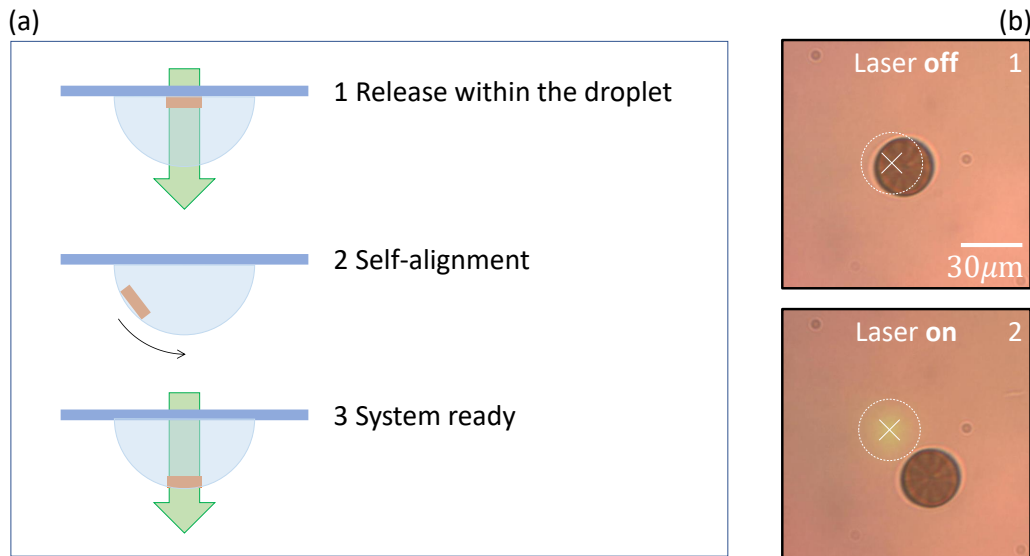 (a)
1 Release within the droplet
2 Self-alignment
3 System ready
(b)
Laser off 1
30μm
Laser on 2